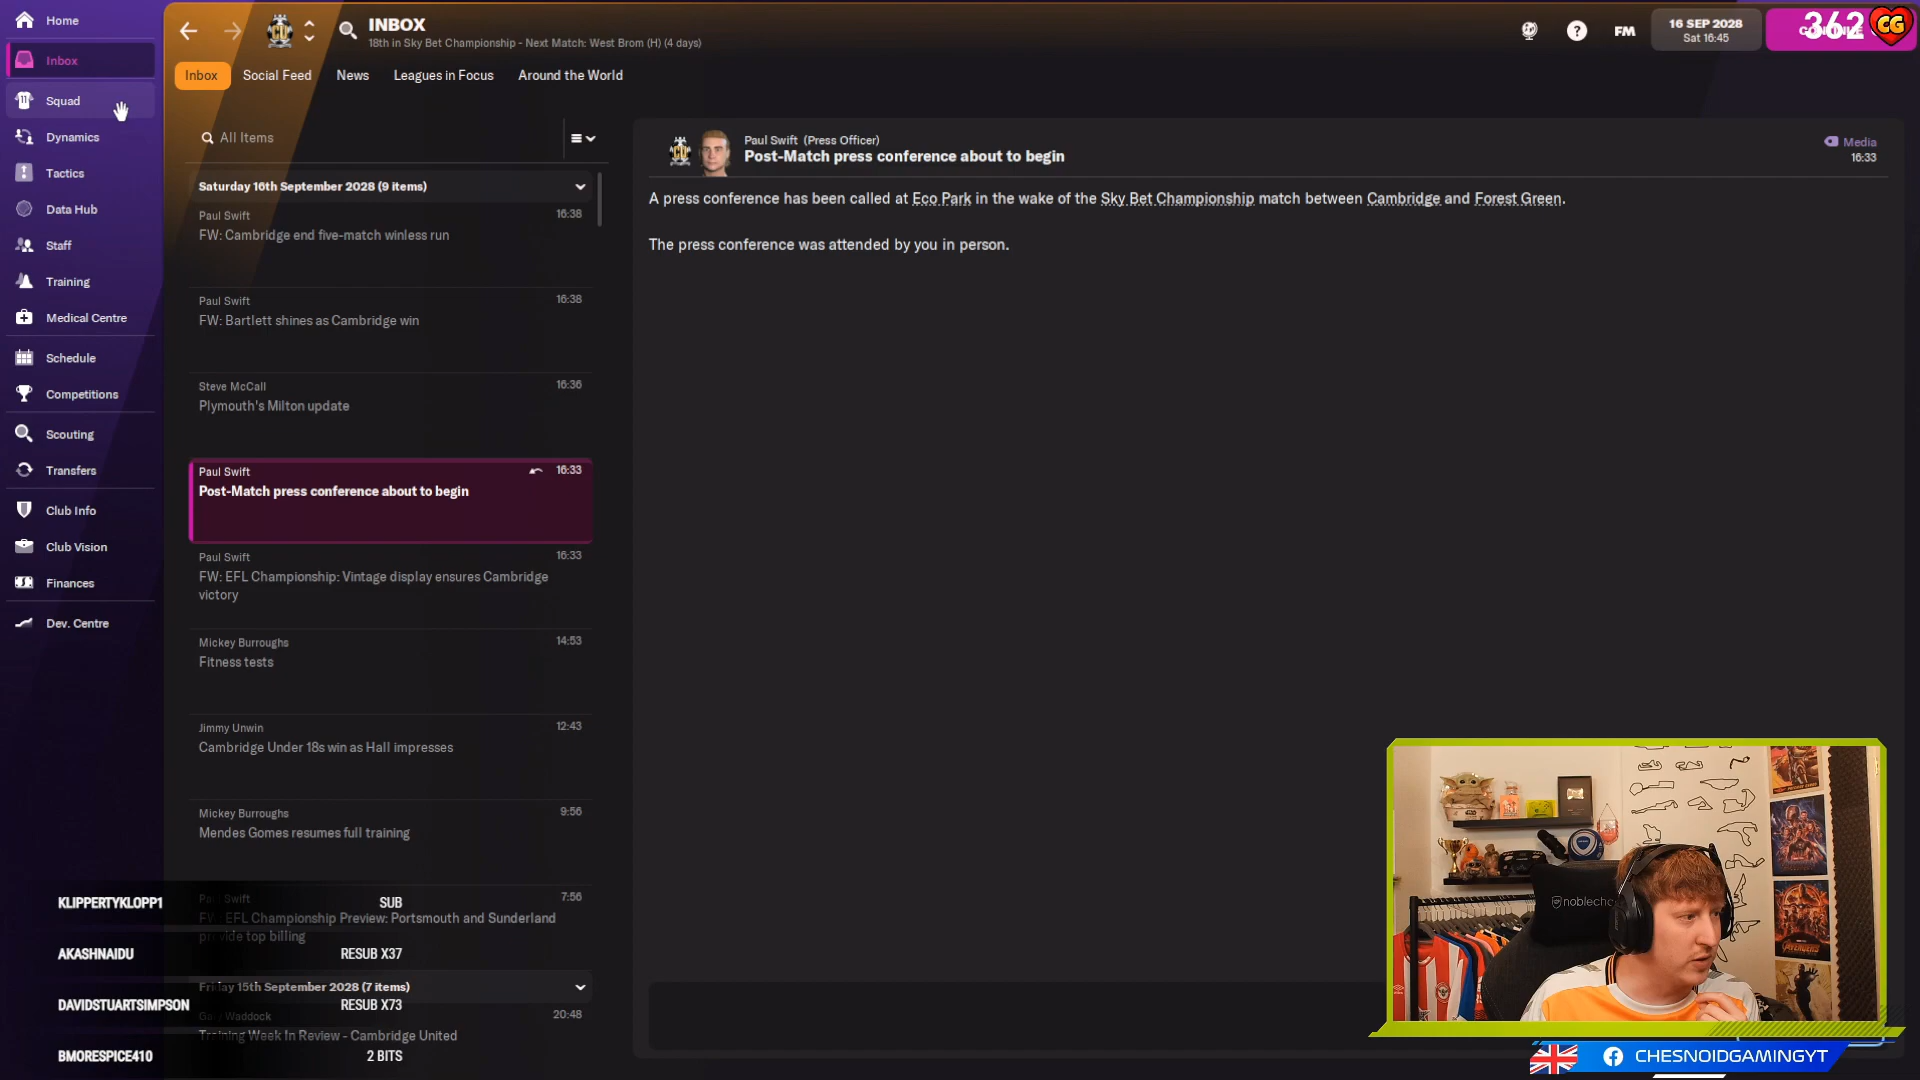 Home
Inbox
Squad
Dynamics
Tactics
Data Hub
Staff
Training
Medical Centre
Schedule
Competitions
Scouting
Transfers
Club Info
Club Vision
Finances
Dev. Centre
INBOX
18th in Sky Bet Championship - Next Match: West Brom (H) (4 days)
FM
16 SEP 2028
Sat 16:45
362
CG
Inbox
Social Feed
News
Leagues in Focus
Around the World
All Items
Saturday 16th September 2028 (9 items)
Paul Swift
16:38
FW: Cambridge end five-match winless run
Paul Swift
16:38
FW: Bartlett shines as Cambridge win
Steve McCall
16:36
Plymouth's Milton update
Paul Swift
16:33
Post-Match press conference about to begin
Paul Swift
16:33
FW: EFL Championship: Vintage display ensures Cambridge
victory
Mickey Burroughs
14:53
Fitness tests
Jimmy Unwin
12:43
Cambridge Under 18s win as Hall impresses
Mickey Burroughs
9:56
Mendes Gomes resumes full training
Swift
7:56
EFL Championship Preview: Portsmouth and Sunderland
provide top billing
Friday 15th September 2028 (7 items)
Waddock
20:48
Training Week In Review - Cambridge United
Paul Swift (Press Officer)
Post-Match press conference about to begin
Media
16:33
A press conference has been called at Eco Park in the wake of the Sky Bet Championship match between Cambridge and Forest Green.
The press conference was attended by you in person.
KLIPPERTYKLOPP1 SUB
AKASHNAIDU RESUB X37
DAVIDSTUARTSIMPSON RESUB X73
BMORESPICE410 2 BITS
CHESNOIDGAMINGYT